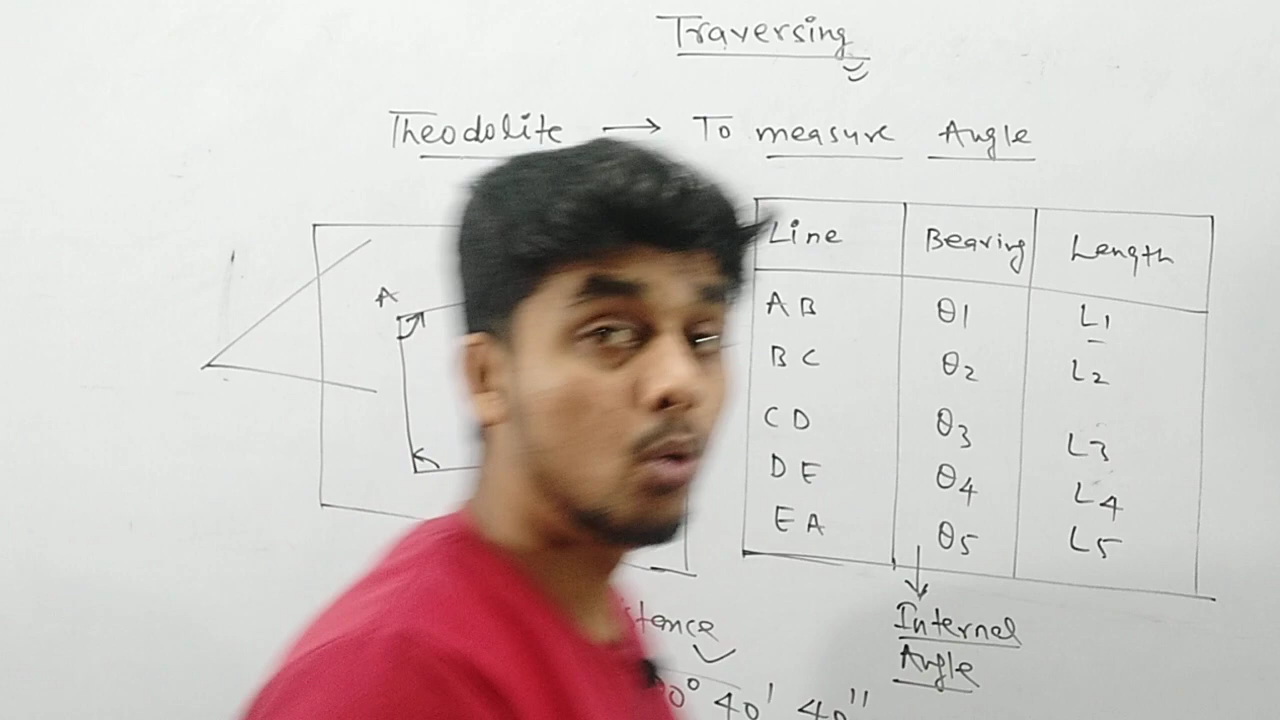 Traversing
Theodolite → To measure Angle
Line Bearing Length
A
AB θ1 L1
BC θ2 L2
CD θ3 L3
DE θ4 L4
EA θ5 L5
Internal
Angle
40' 40"